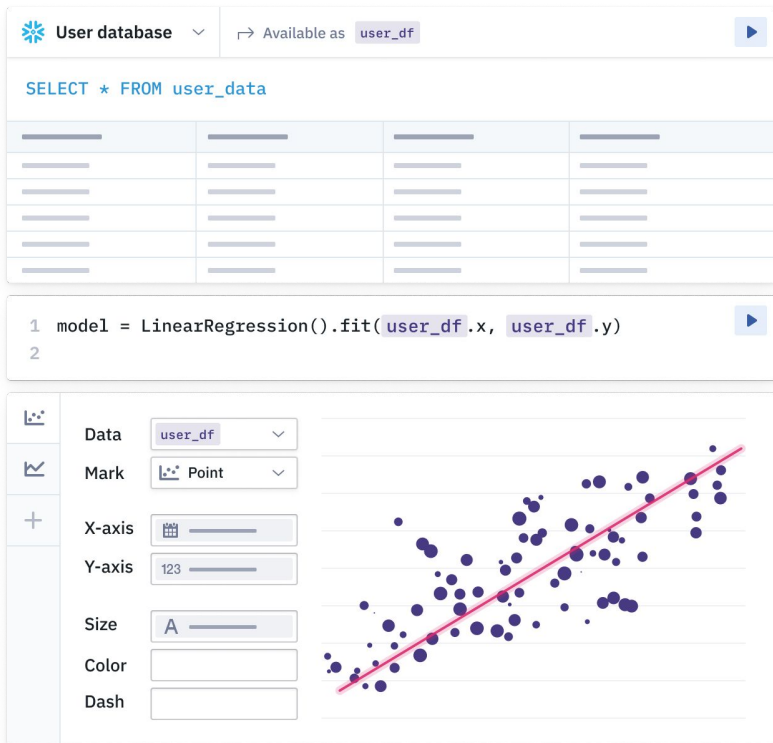 User database
Available as user_df
SELECT * FROM user_data
1 model = LinearRegression().fit(user_df.x, user_df.y)
2
Data user_df
Mark Point
X-axis
Y-axis 123
Size A
Color
Dash